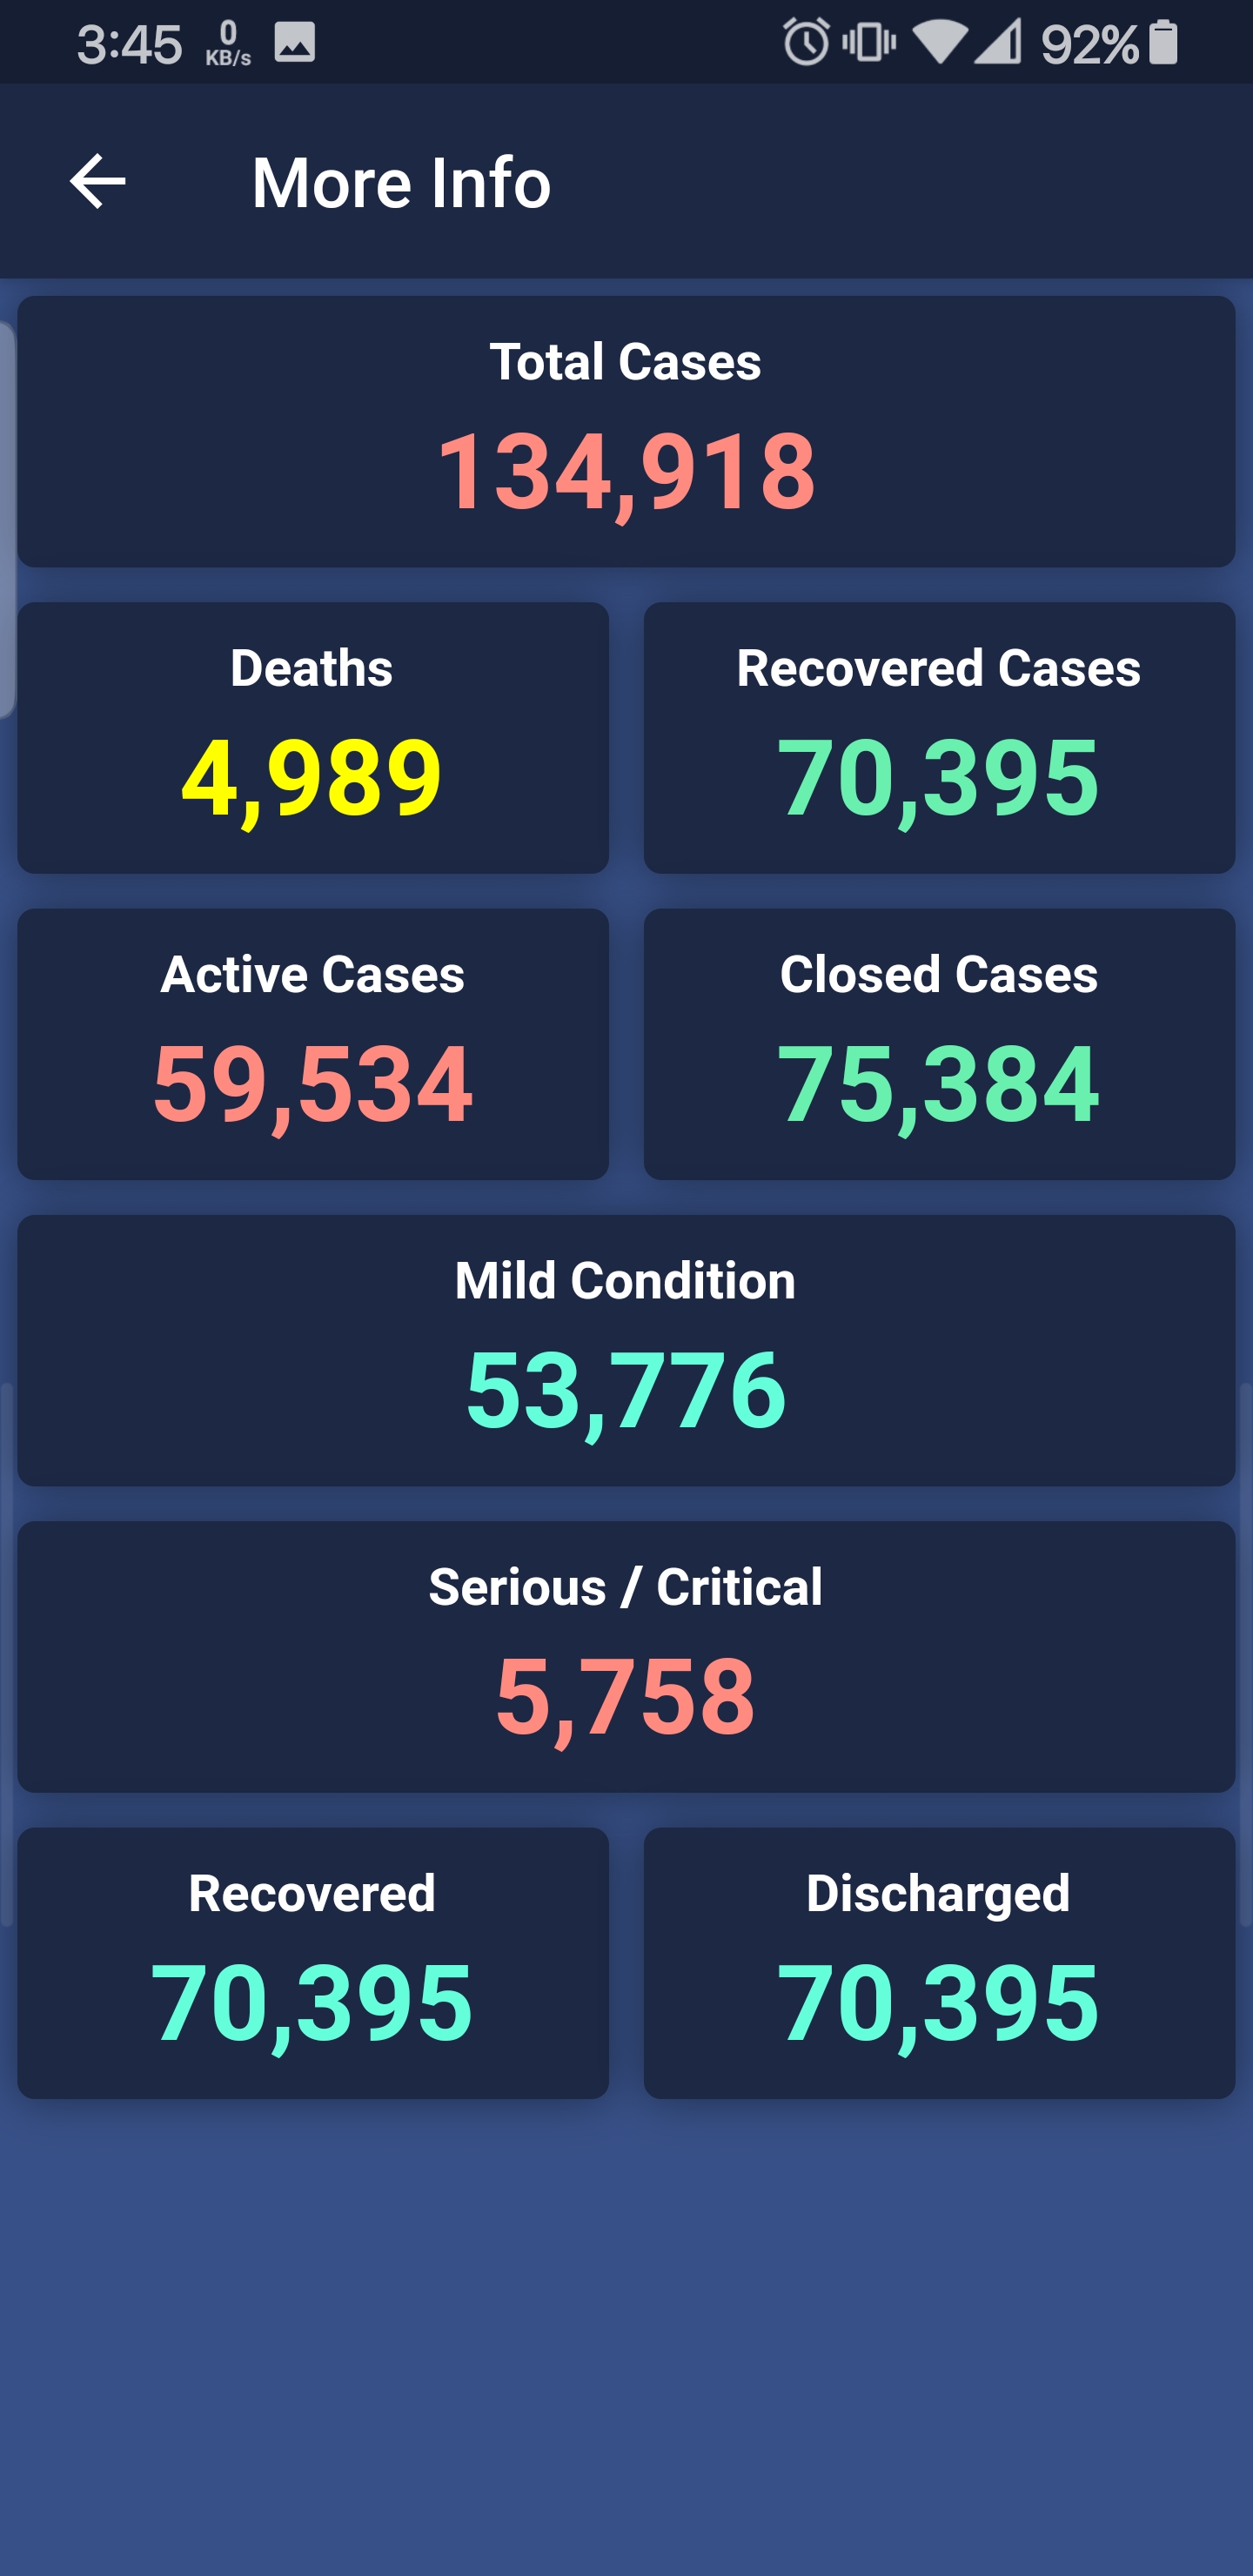 3:45 0 KB/s 92%
More Info
Total Cases
134,918
Deaths
4,989
Recovered Cases
70,395
Active Cases
59,534
Closed Cases
75,384
Mild Condition
53,776
Serious / Critical
5,758
Recovered
70,395
Discharged
70,395